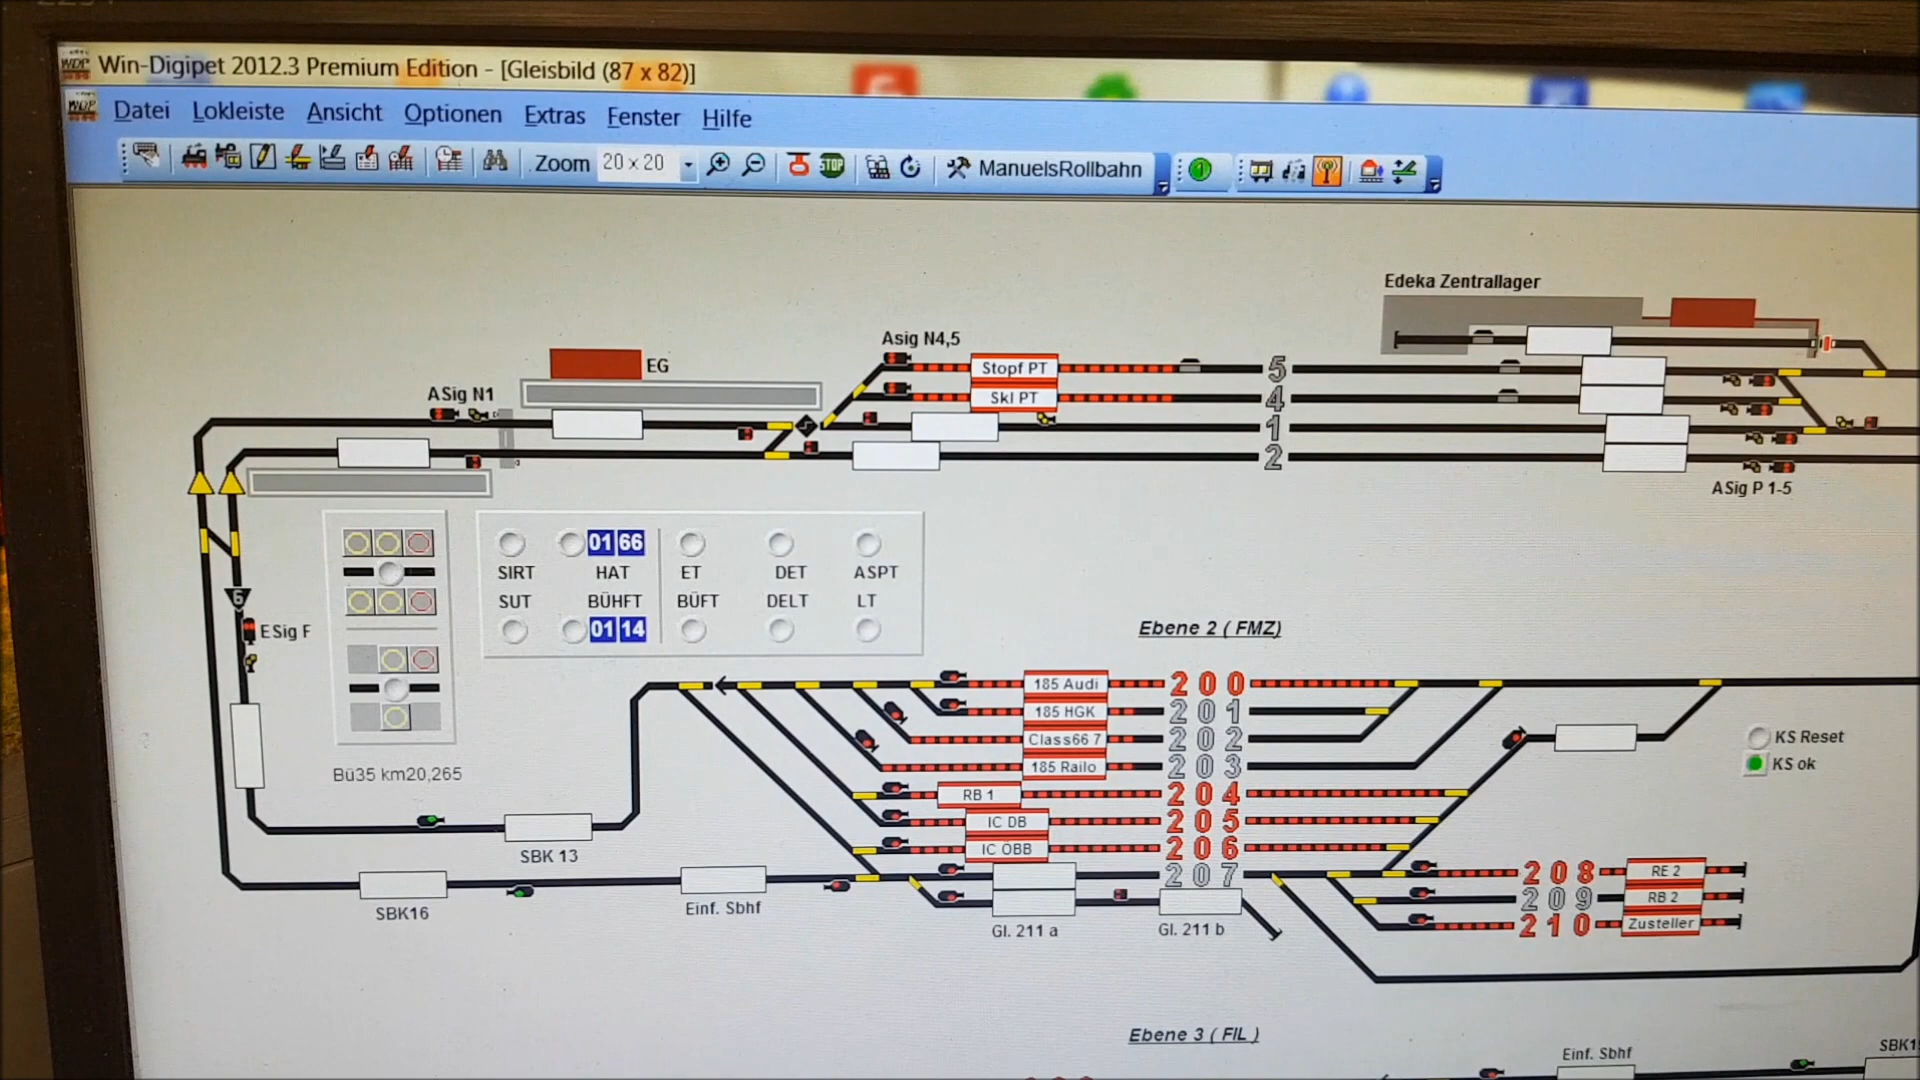 Win-Digipet 2012.3 Premium Edition - [Gleisbild (87 x 82)]
WDP Datei Lokleiste Ansicht Optionen Extras Fenster Hilfe
Zoom 20 x 20 STOP ManuelsRollbahn
Edeka Zentrallager
Asig N4,5
EG
Stopf PT 5
ASig N1
Skl PT 4
1
2
ASig P 1-5
01 66
SIRT HAT ET DET ASPT
SUT BÜHFT BÜFT DELT LT
01 14
6
ESig F
Ebene 2 ( FMZ)
185 Audi 200
185 HGK 201
Class66 7 202
185 Railo 203
RB 1 204
IC DB 205
IC ÖBB 206
207
KS Reset
KS ok
Bü35 km20,265
SBK 13
208 RE 2
209 RB 2
210 Zusteller
SBK16
Einf. Sbhf
Gl. 211 a
Gl. 211 b
Ebene 3 ( FIL )
Einf. Sbhf